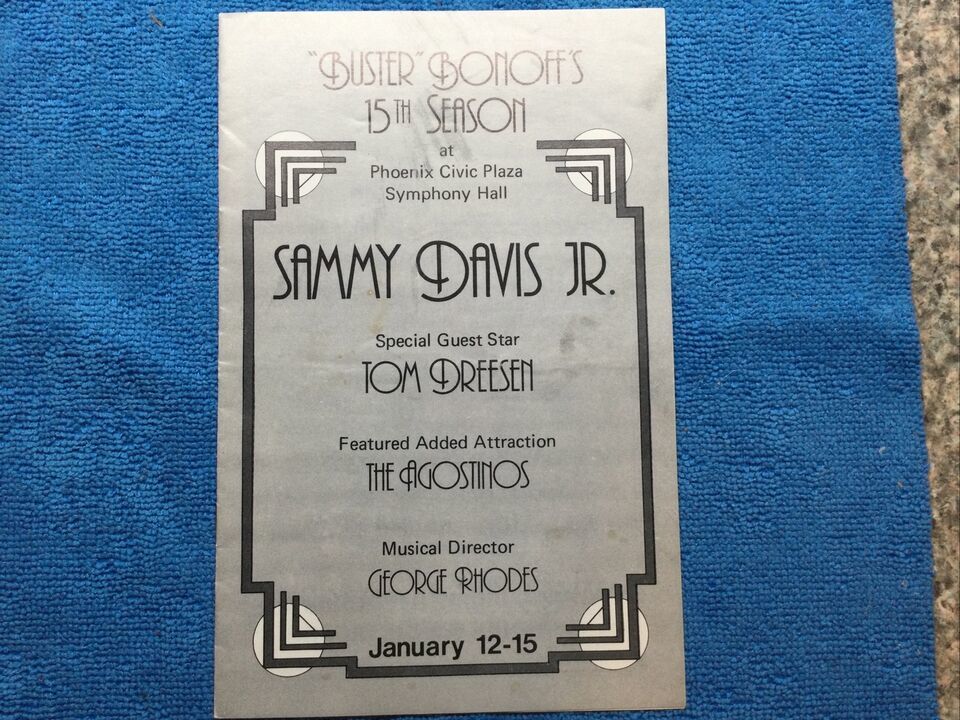 "BUSTER" BONOFF'S
15TH SEASON
at
Phoenix Civic Plaza
Symphony Hall
SAMMY DAVIS JR.
Special Guest Star
TOM DREESEN
Featured Added Attraction
THE AGOSTINOS
Musical Director
GEORGE RHODES
January 12-15